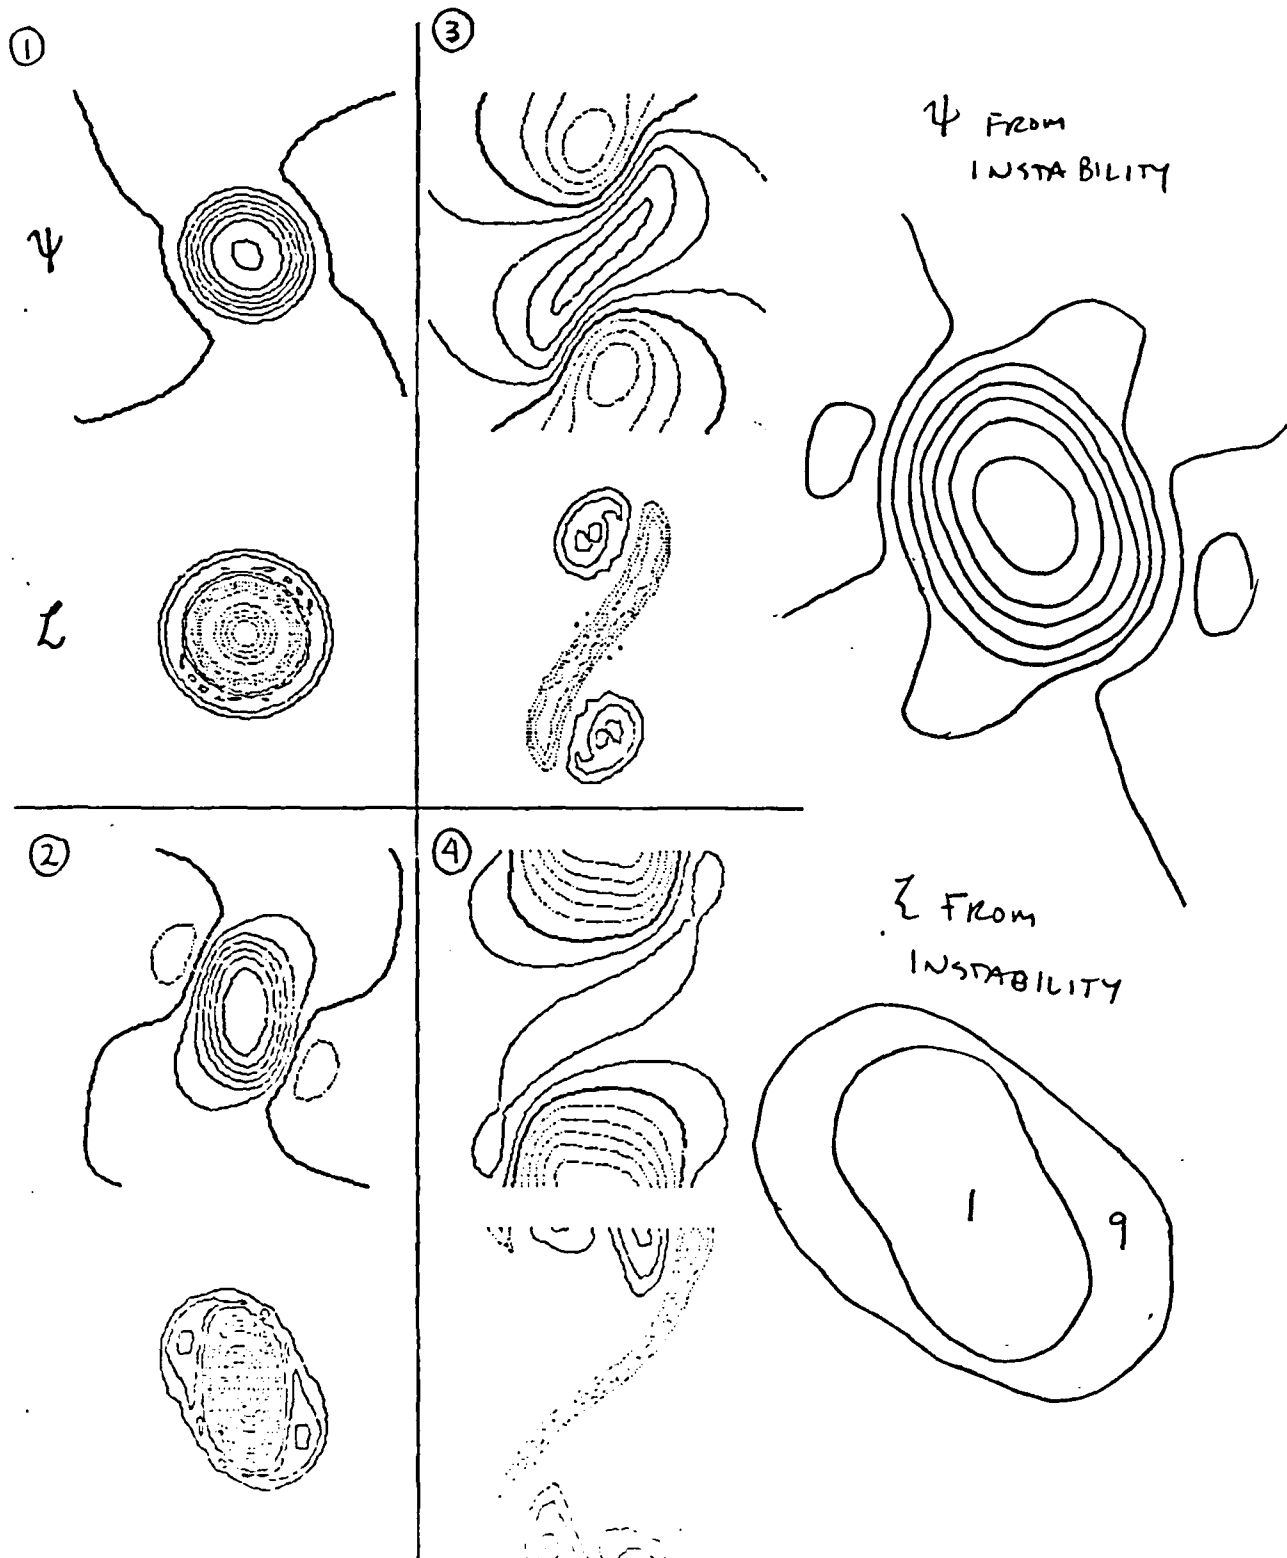 ①
ψ
ζ
②
③
④
ψ FROM
INSTABILITY
ζ FROM
INSTABILITY
1
9